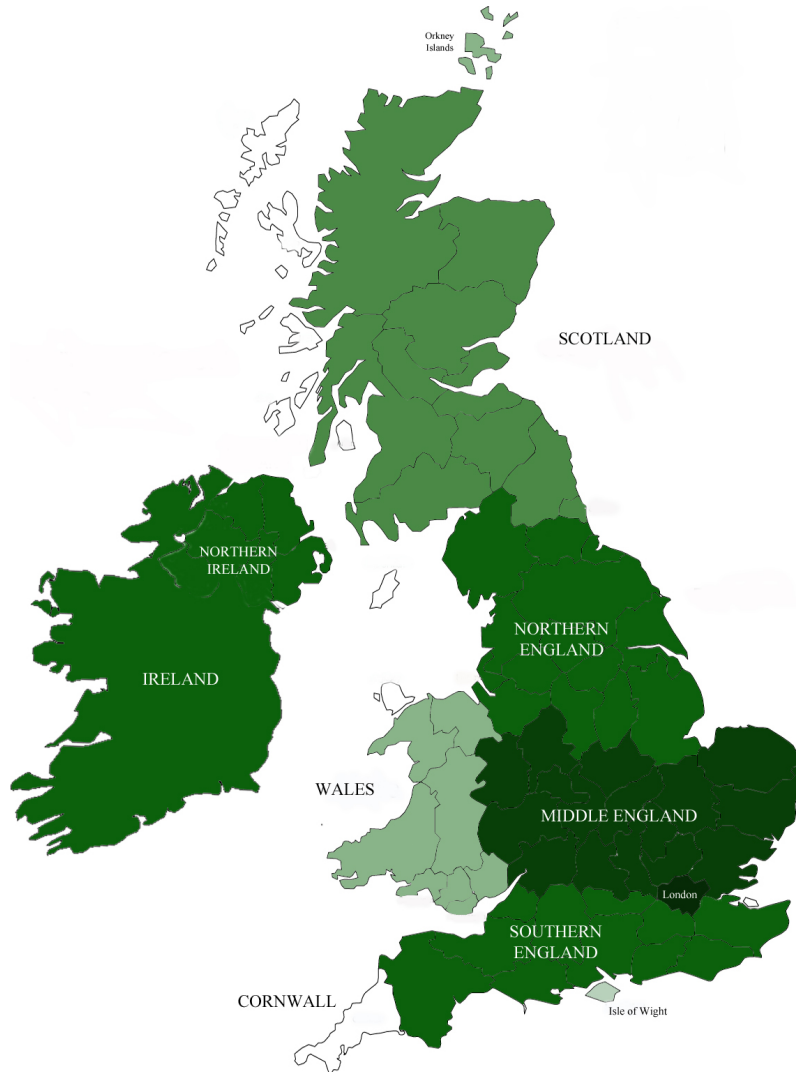 Orkney
Islands
SCOTLAND
NORTHERN
IRELAND
NORTHERN
ENGLAND
IRELAND
WALES
MIDDLE ENGLAND
London
SOUTHERN
ENGLAND
CORNWALL
Isle of Wight